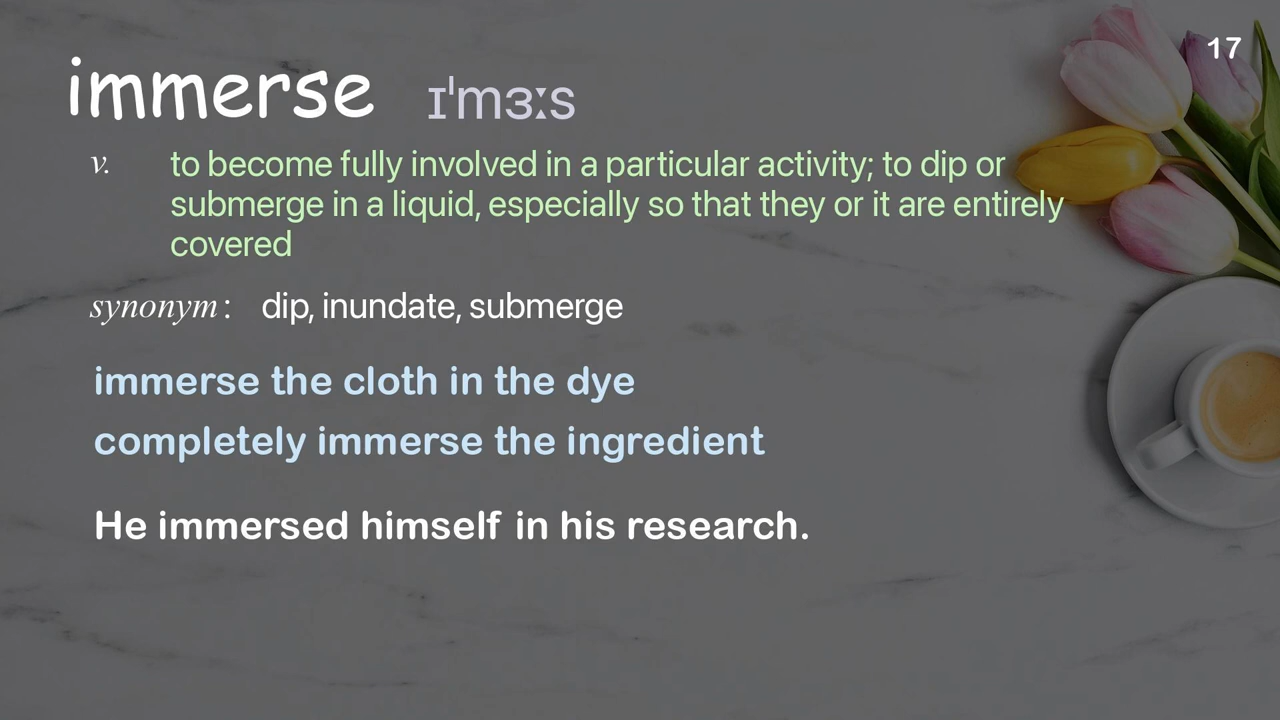 17
immerse ɪˈmɜːs
v. to become fully involved in a particular activity; to dip or
submerge in a liquid, especially so that they or it are entirely
covered
synonym : dip, inundate, submerge
immerse the cloth in the dye
completely immerse the ingredient
He immersed himself in his research.